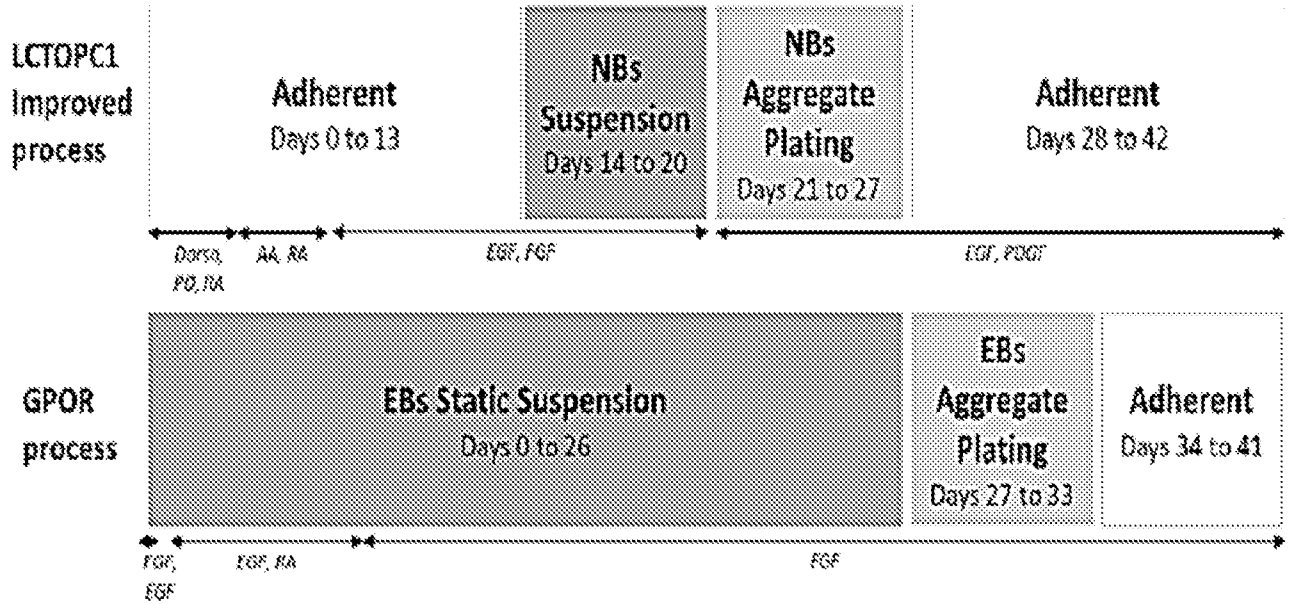 LCTOPC1
Improved
process
Adherent
Days 0 to 13
NBs
Suspension
Days 14 to 20
NBs
Aggregate
Plating
Days 21 to 27
Adherent
Days 28 to 42
Dorso,
PD, RA
AA, RA
EGF, FGF
EGF, PDGF
GPOR
process
EBs Static Suspension
Days 0 to 26
EBs
Aggregate
Plating
Days 27 to 33
Adherent
Days 34 to 41
EGF
EGF, RA